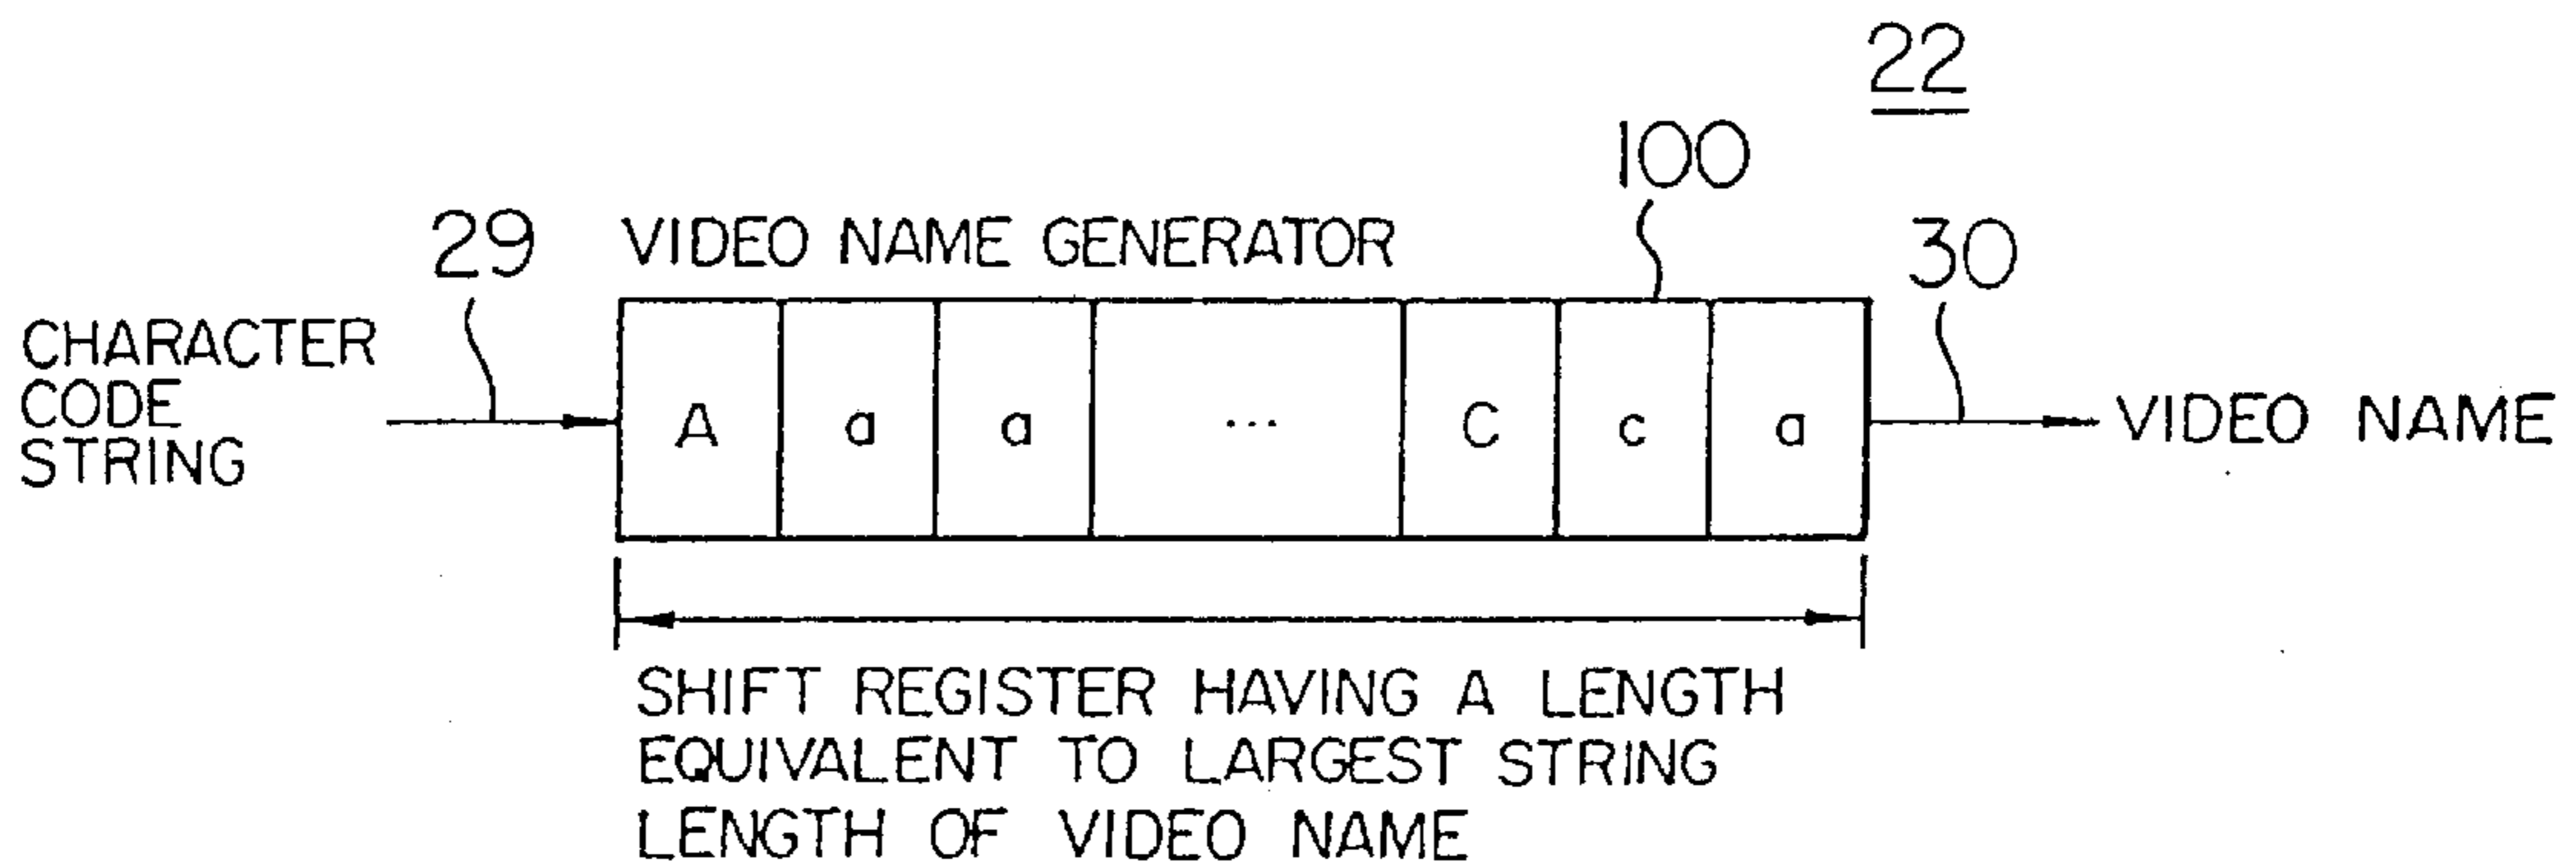 22
100
29
VIDEO NAME GENERATOR
30
CHARACTER
CODE
STRING
A a a ... C c a
VIDEO NAME
SHIFT REGISTER HAVING A LENGTH
EQUIVALENT TO LARGEST STRING
LENGTH OF VIDEO NAME